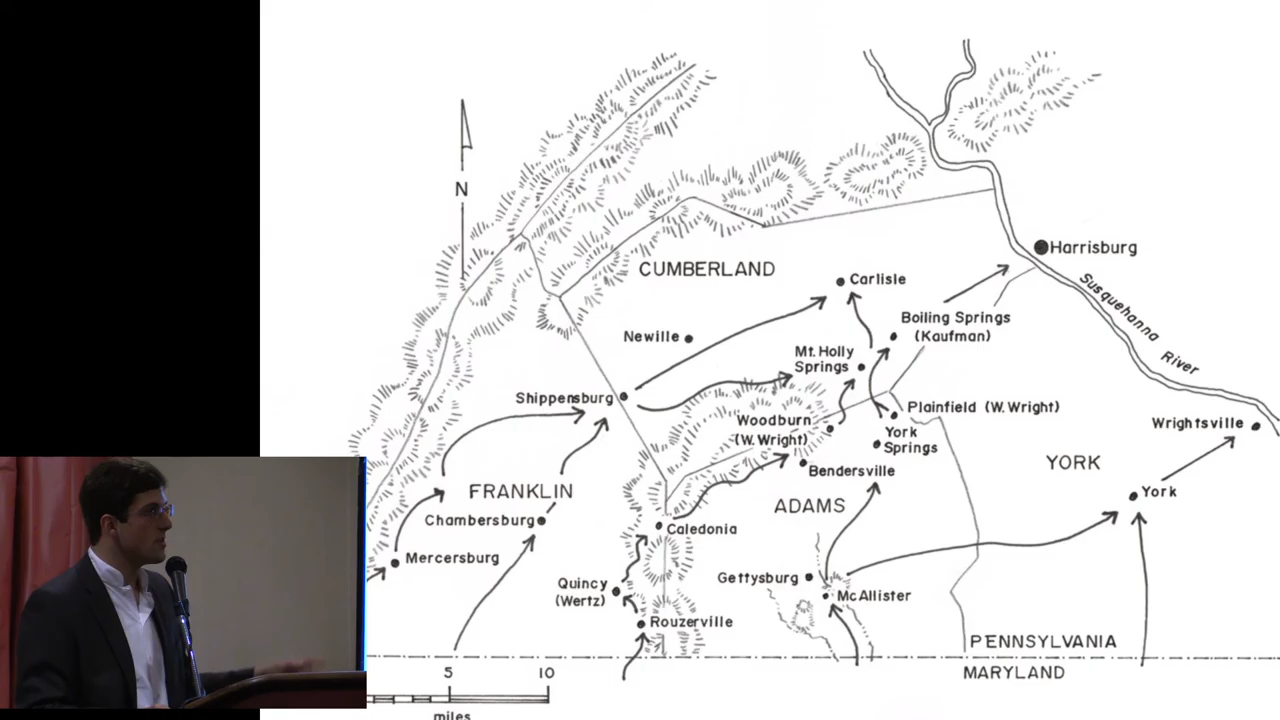 N
Harrisburg
CUMBERLAND
Carlisle
Susquehanna
River
Boiling Springs
(Kaufman)
Newille
Mt. Holly
Springs
Shippensburg
Plainfield (W. Wright)
Woodburn
(W. Wright)
Wrightsville
York
Springs
Bendersville
YORK
FRANKLIN
York
ADAMS
Chambersburg
Caledonia
Mercersburg
Gettysburg
Quincy
(Wertz)
McAllister
Rouzerville
PENNSYLVANIA
MARYLAND
5
10
miles